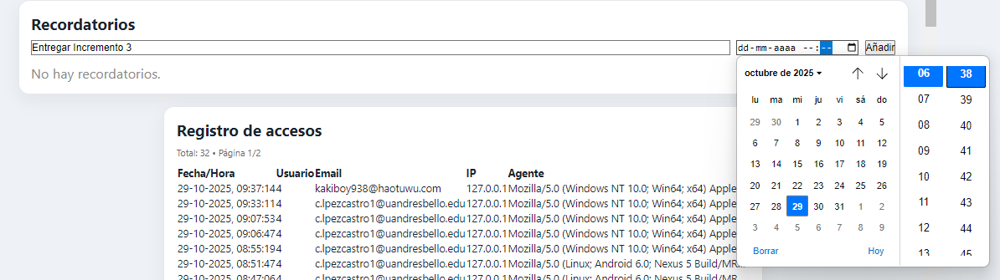 Recordatorios
Entregar Incremento 3 dd-mm-aaaa --:-- Añadir
No hay recordatorios.
octubre de 2025 06 38
lu ma mi ju vi sá do 07 39
29 30 1 2 3 4 5 08 40
6 7 8 9 10 11 12 09 41
13 14 15 16 17 18 19 10 42
20 21 22 23 24 25 26 11 43
27 28 29 30 31 1 2 12 44
3 4 5 6 7 8 9 13 45
Borrar Hoy
Registro de accesos
Total: 32 • Página 1/2
Fecha/Hora Usuario Email IP Agente
29-10-2025, 09:37:14 4 kakiboy938@haotuwu.com 127.0.0.1 Mozilla/5.0 (Windows NT 10.0; Win64; x64) Apple
29-10-2025, 09:33:11 4 c.lpezcastro1@uandresbello.edu 127.0.0.1 Mozilla/5.0 (Windows NT 10.0; Win64; x64) Apple
29-10-2025, 09:07:53 4 c.lpezcastro1@uandresbello.edu 127.0.0.1 Mozilla/5.0 (Windows NT 10.0; Win64; x64) Apple
29-10-2025, 09:06:47 4 c.lpezcastro1@uandresbello.edu 127.0.0.1 Mozilla/5.0 (Windows NT 10.0; Win64; x64) Apple
29-10-2025, 08:55:19 4 c.lpezcastro1@uandresbello.edu 127.0.0.1 Mozilla/5.0 (Windows NT 10.0; Win64; x64) Apple
29-10-2025, 08:51:47 4 c.lpezcastro1@uandresbello.edu 127.0.0.1 Mozilla/5.0 (Linux; Android 6.0; Nexus 5 Build/MR...
29-10-2025, 08:47:06 4 c.lpezcastro1@uandresbello.edu 127.0.0.1 Mozilla/5.0 (Linux; Android 6.0; Nexus 5 Build/MR...